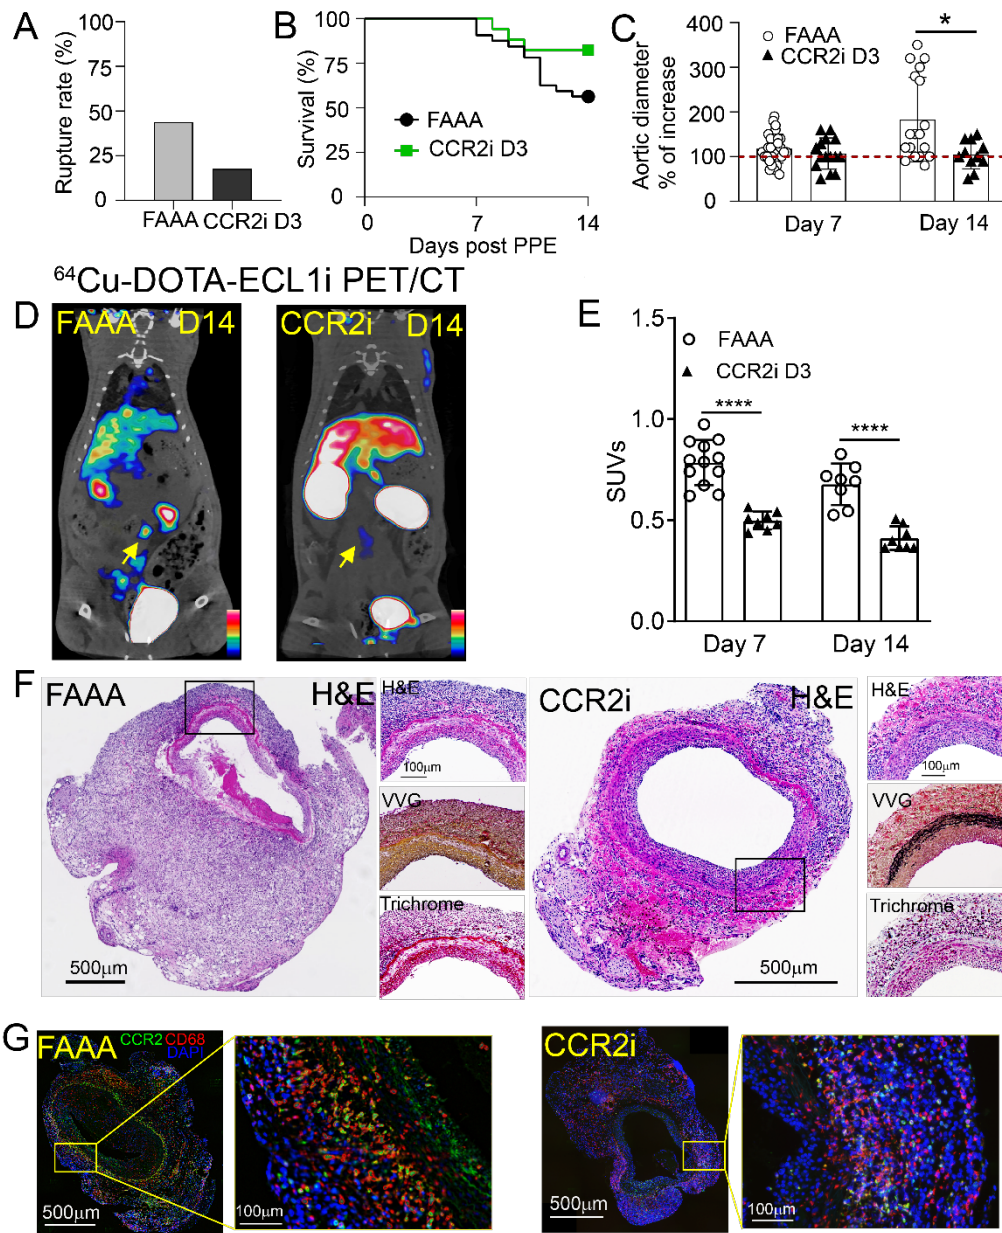 A
100
75
50
25
0
Rupture rate (%)
FAAA CCR2i D3
B
100
75
50
25
0
Survival (%)
FAAA
CCR2i D3
0
7
14
Days post PPE
C
400
300
200
100
0
Aortic diameter
% of increase
FAAA
CCR2i D3
*
Day 7
Day 14
64Cu-DOTA-ECL1i PET/CT
D
FAAA D14
CCR2i D14
E
1.5
1.0
0.5
0.0
SUVs
FAAA
CCR2i D3
****
****
Day 7
Day 14
F
FAAA
H&E
500μm
H&E
100μm
VVG
Trichrome
CCR2i
H&E
500μm
H&E
100μm
VVG
Trichrome
G
FAAA
CCR2 CD68
DAPI
500μm
100μm
CCR2i
500μm
100μm